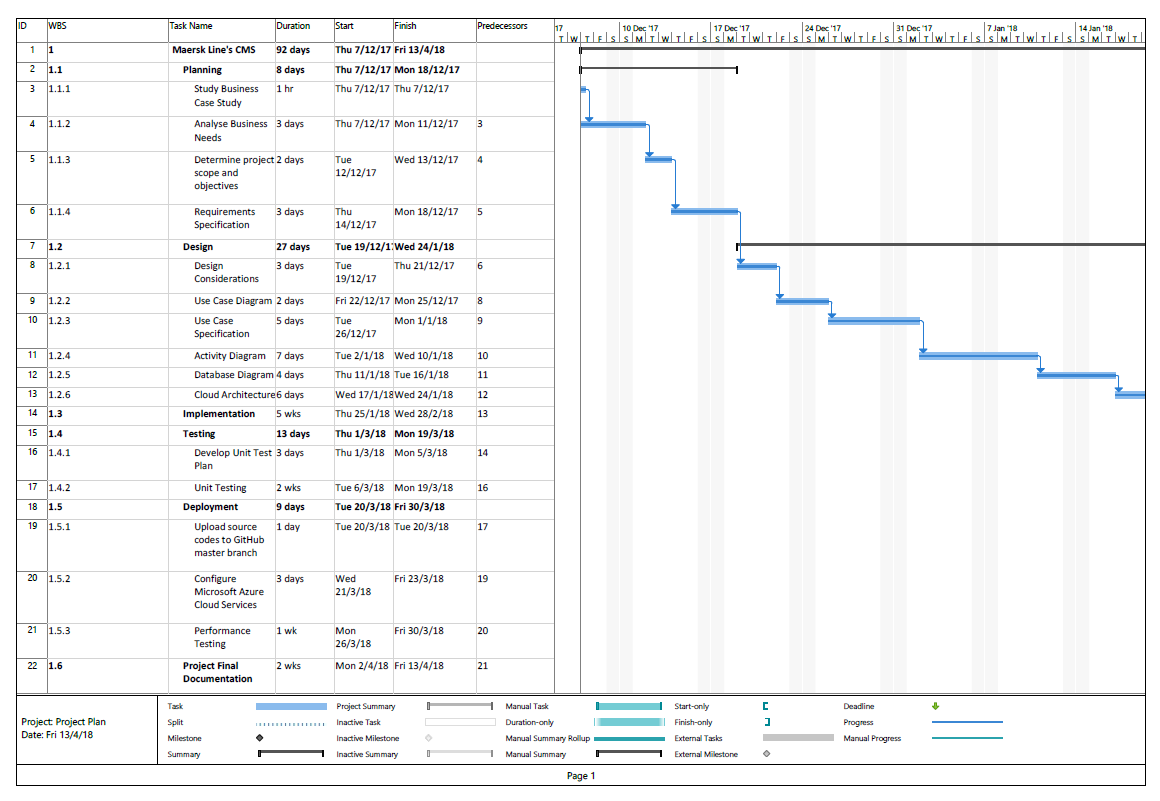 ID WBS Task Name Duration Start Finish Predecessors
17 10 Dec '17 17 Dec '17 24 Dec '17 31 Dec '17 7 Jan '18 14 Jan '18
T W T F S S M T W T F S S M T W T F S S M T W T F S S M T W T F S S M T W T F S S M T W T
1 1 Maersk Line's CMS 92 days Thu 7/12/17 Fri 13/4/18
2 1.1 Planning 8 days Thu 7/12/17 Mon 18/12/17
3 1.1.1 Study Business 1 hr Thu 7/12/17 Thu 7/12/17
Case Study
4 1.1.2 Analyse Business 3 days Thu 7/12/17 Mon 11/12/17 3
Needs
5 1.1.3 Determine project 2 days Tue Wed 13/12/17 4
scope and 12/12/17
objectives
6 1.1.4 Requirements 3 days Thu Mon 18/12/17 5
Specification 14/12/17
7 1.2 Design 27 days Tue 19/12/17 Wed 24/1/18
8 1.2.1 Design 3 days Tue Thu 21/12/17 6
Considerations 19/12/17
9 1.2.2 Use Case Diagram 2 days Fri 22/12/17 Mon 25/12/17 8
10 1.2.3 Use Case 5 days Tue Mon 1/1/18 9
Specification 26/12/17
11 1.2.4 Activity Diagram 7 days Tue 2/1/18 Wed 10/1/18 10
12 1.2.5 Database Diagram 4 days Thu 11/1/18 Tue 16/1/18 11
13 1.2.6 Cloud Architecture 6 days Wed 17/1/18 Wed 24/1/18 12
14 1.3 Implementation 5 wks Thu 25/1/18 Wed 28/2/18 13
15 1.4 Testing 13 days Thu 1/3/18 Mon 19/3/18
16 1.4.1 Develop Unit Test 3 days Thu 1/3/18 Mon 5/3/18 14
Plan
17 1.4.2 Unit Testing 2 wks Tue 6/3/18 Mon 19/3/18 16
18 1.5 Deployment 9 days Tue 20/3/18 Fri 30/3/18
19 1.5.1 Upload source 1 day Tue 20/3/18 Tue 20/3/18 17
codes to GitHub
master branch
20 1.5.2 Configure 3 days Wed Fri 23/3/18 19
Microsoft Azure 21/3/18
Cloud Services
21 1.5.3 Performance 1 wk Mon Fri 30/3/18 20
Testing 26/3/18
22 1.6 Project Final 2 wks Mon 2/4/18 Fri 13/4/18 21
Documentation
Project: Project Plan
Date: Fri 13/4/18
Task Project Summary Manual Task Start-only Deadline
Split Inactive Task Duration-only Finish-only Progress
Milestone Inactive Milestone Manual Summary Rollup External Tasks Manual Progress
Summary Inactive Summary Manual Summary External Milestone
Page 1